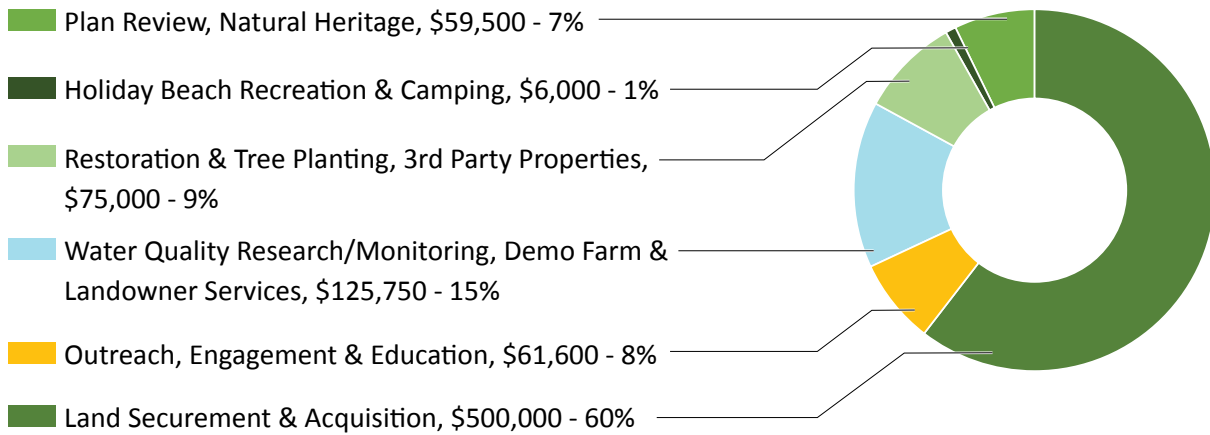 Plan Review, Natural Heritage, $59,500 - 7%
Holiday Beach Recreation & Camping, $6,000 - 1%
Restoration & Tree Planting, 3rd Party Properties,
$75,000 - 9%
Water Quality Research/Monitoring, Demo Farm &
Landowner Services, $125,750 - 15%
Outreach, Engagement & Education, $61,600 - 8%
Land Securement & Acquisition, $500,000 - 60%